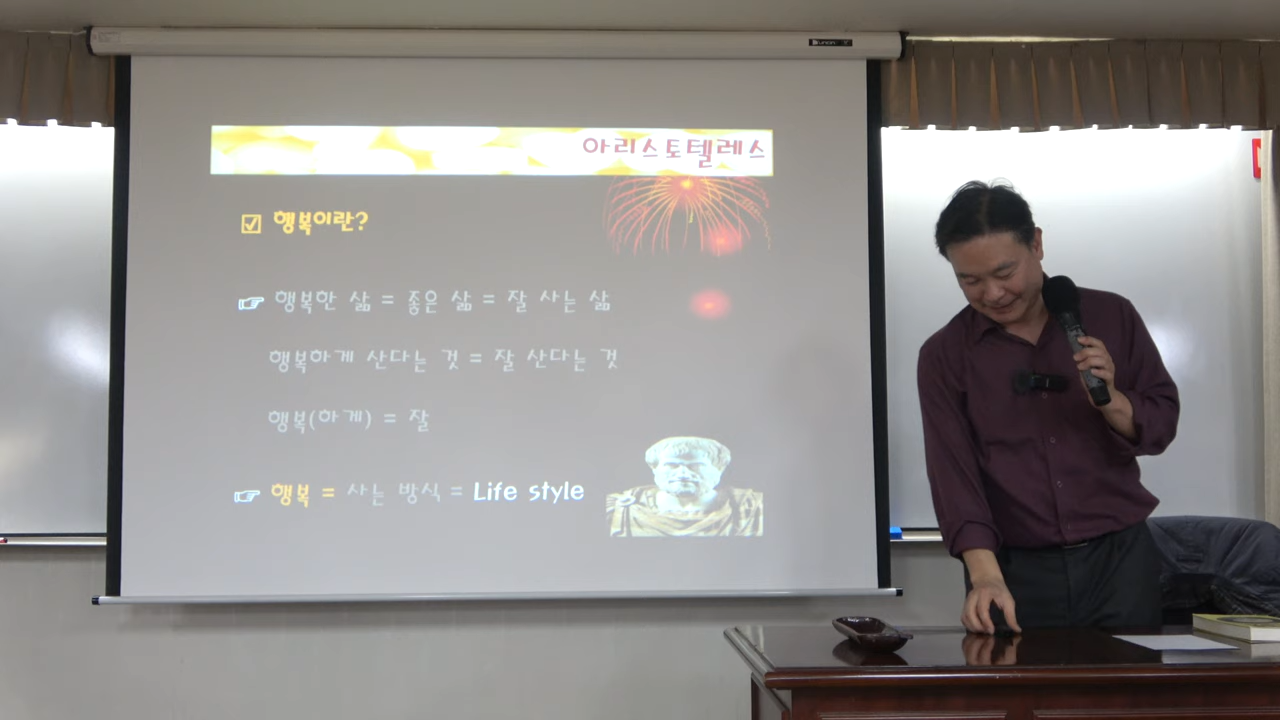 union
아리스토텔레스
행복이란?
행복한 삶 = 좋은 삶 = 잘 사는 삶
행복하게 산다는 것 = 잘 산다는 것
행복(하게) = 잘
행복 = 사는 방식 = Life style